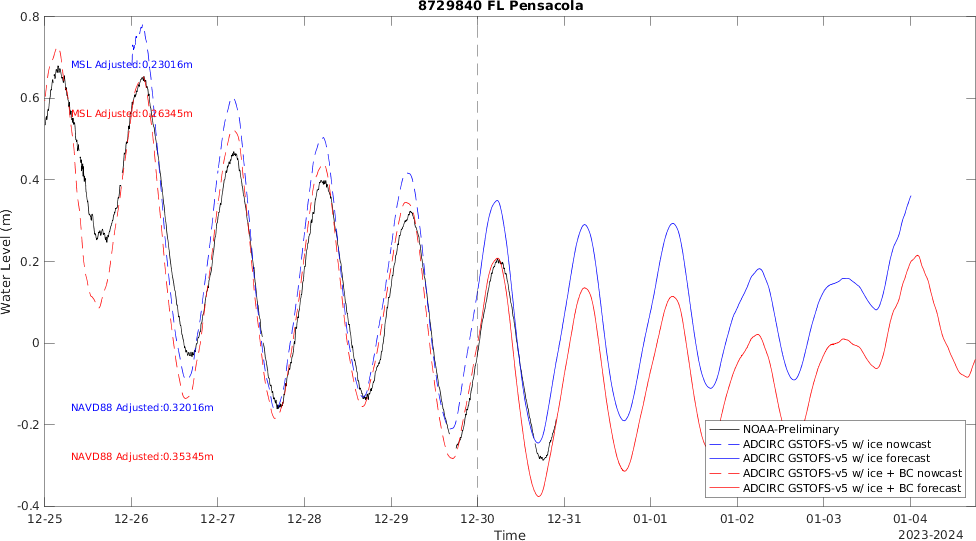 8729840 FL Pensacola
0.8
0.6
0.4
0.2
0
-0.2
-0.4
Water Level (m)
MSL Adjusted:0.23016m
MSL Adjusted:0.26345m
NAVD88 Adjusted:0.32016m
NAVD88 Adjusted:0.35345m
NOAA-Preliminary
ADCIRC GSTOFS-v5 w/ ice nowcast
ADCIRC GSTOFS-v5 w/ ice forecast
ADCIRC GSTOFS-v5 w/ ice + BC nowcast
ADCIRC GSTOFS-v5 w/ ice + BC forecast
12-25 12-26 12-27 12-28 12-29 12-30 12-31 01-01 01-02 01-03 01-04
Time
2023-2024